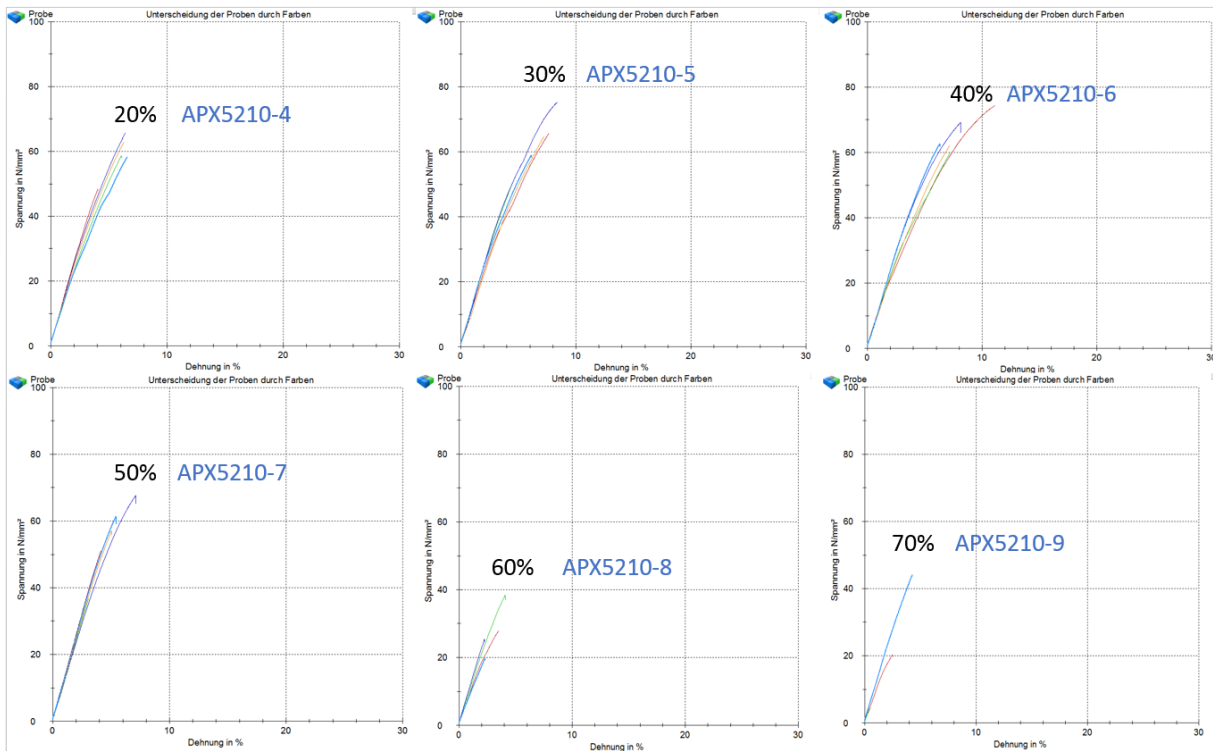 Probe Unterscheidung der Proben durch Farben
100
80
60
40
20
0
Spannung in N/mm²
20% APX5210-4
0 10 20 30
Dehnung in %
Probe Unterscheidung der Proben durch Farben
100
80
60
40
20
0
Spannung in N/mm²
30% APX5210-5
0 10 20 30
Dehnung in %
Probe Unterscheidung der Proben durch Farben
100
80
60
40
20
0
Spannung in N/mm²
40% APX5210-6
0 10 20 30
Dehnung in %
Probe Unterscheidung der Proben durch Farben
100
80
60
40
20
0
Spannung in N/mm²
50% APX5210-7
0 10 20 30
Dehnung in %
Probe Unterscheidung der Proben durch Farben
100
80
60
40
20
0
Spannung in N/mm²
60% APX5210-8
0 10 20 30
Dehnung in %
Probe Unterscheidung der Proben durch Farben
100
80
60
40
20
0
Spannung in N/mm²
70% APX5210-9
0 10 20 30
Dehnung in %